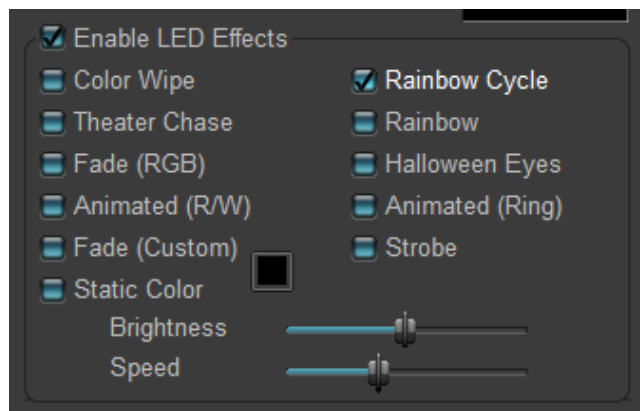 Enable LED Effects
Color Wipe
Rainbow Cycle
Theater Chase
Rainbow
Fade (RGB)
Halloween Eyes
Animated (R/W)
Animated (Ring)
Fade (Custom)
Strobe
Static Color
Brightness
Speed